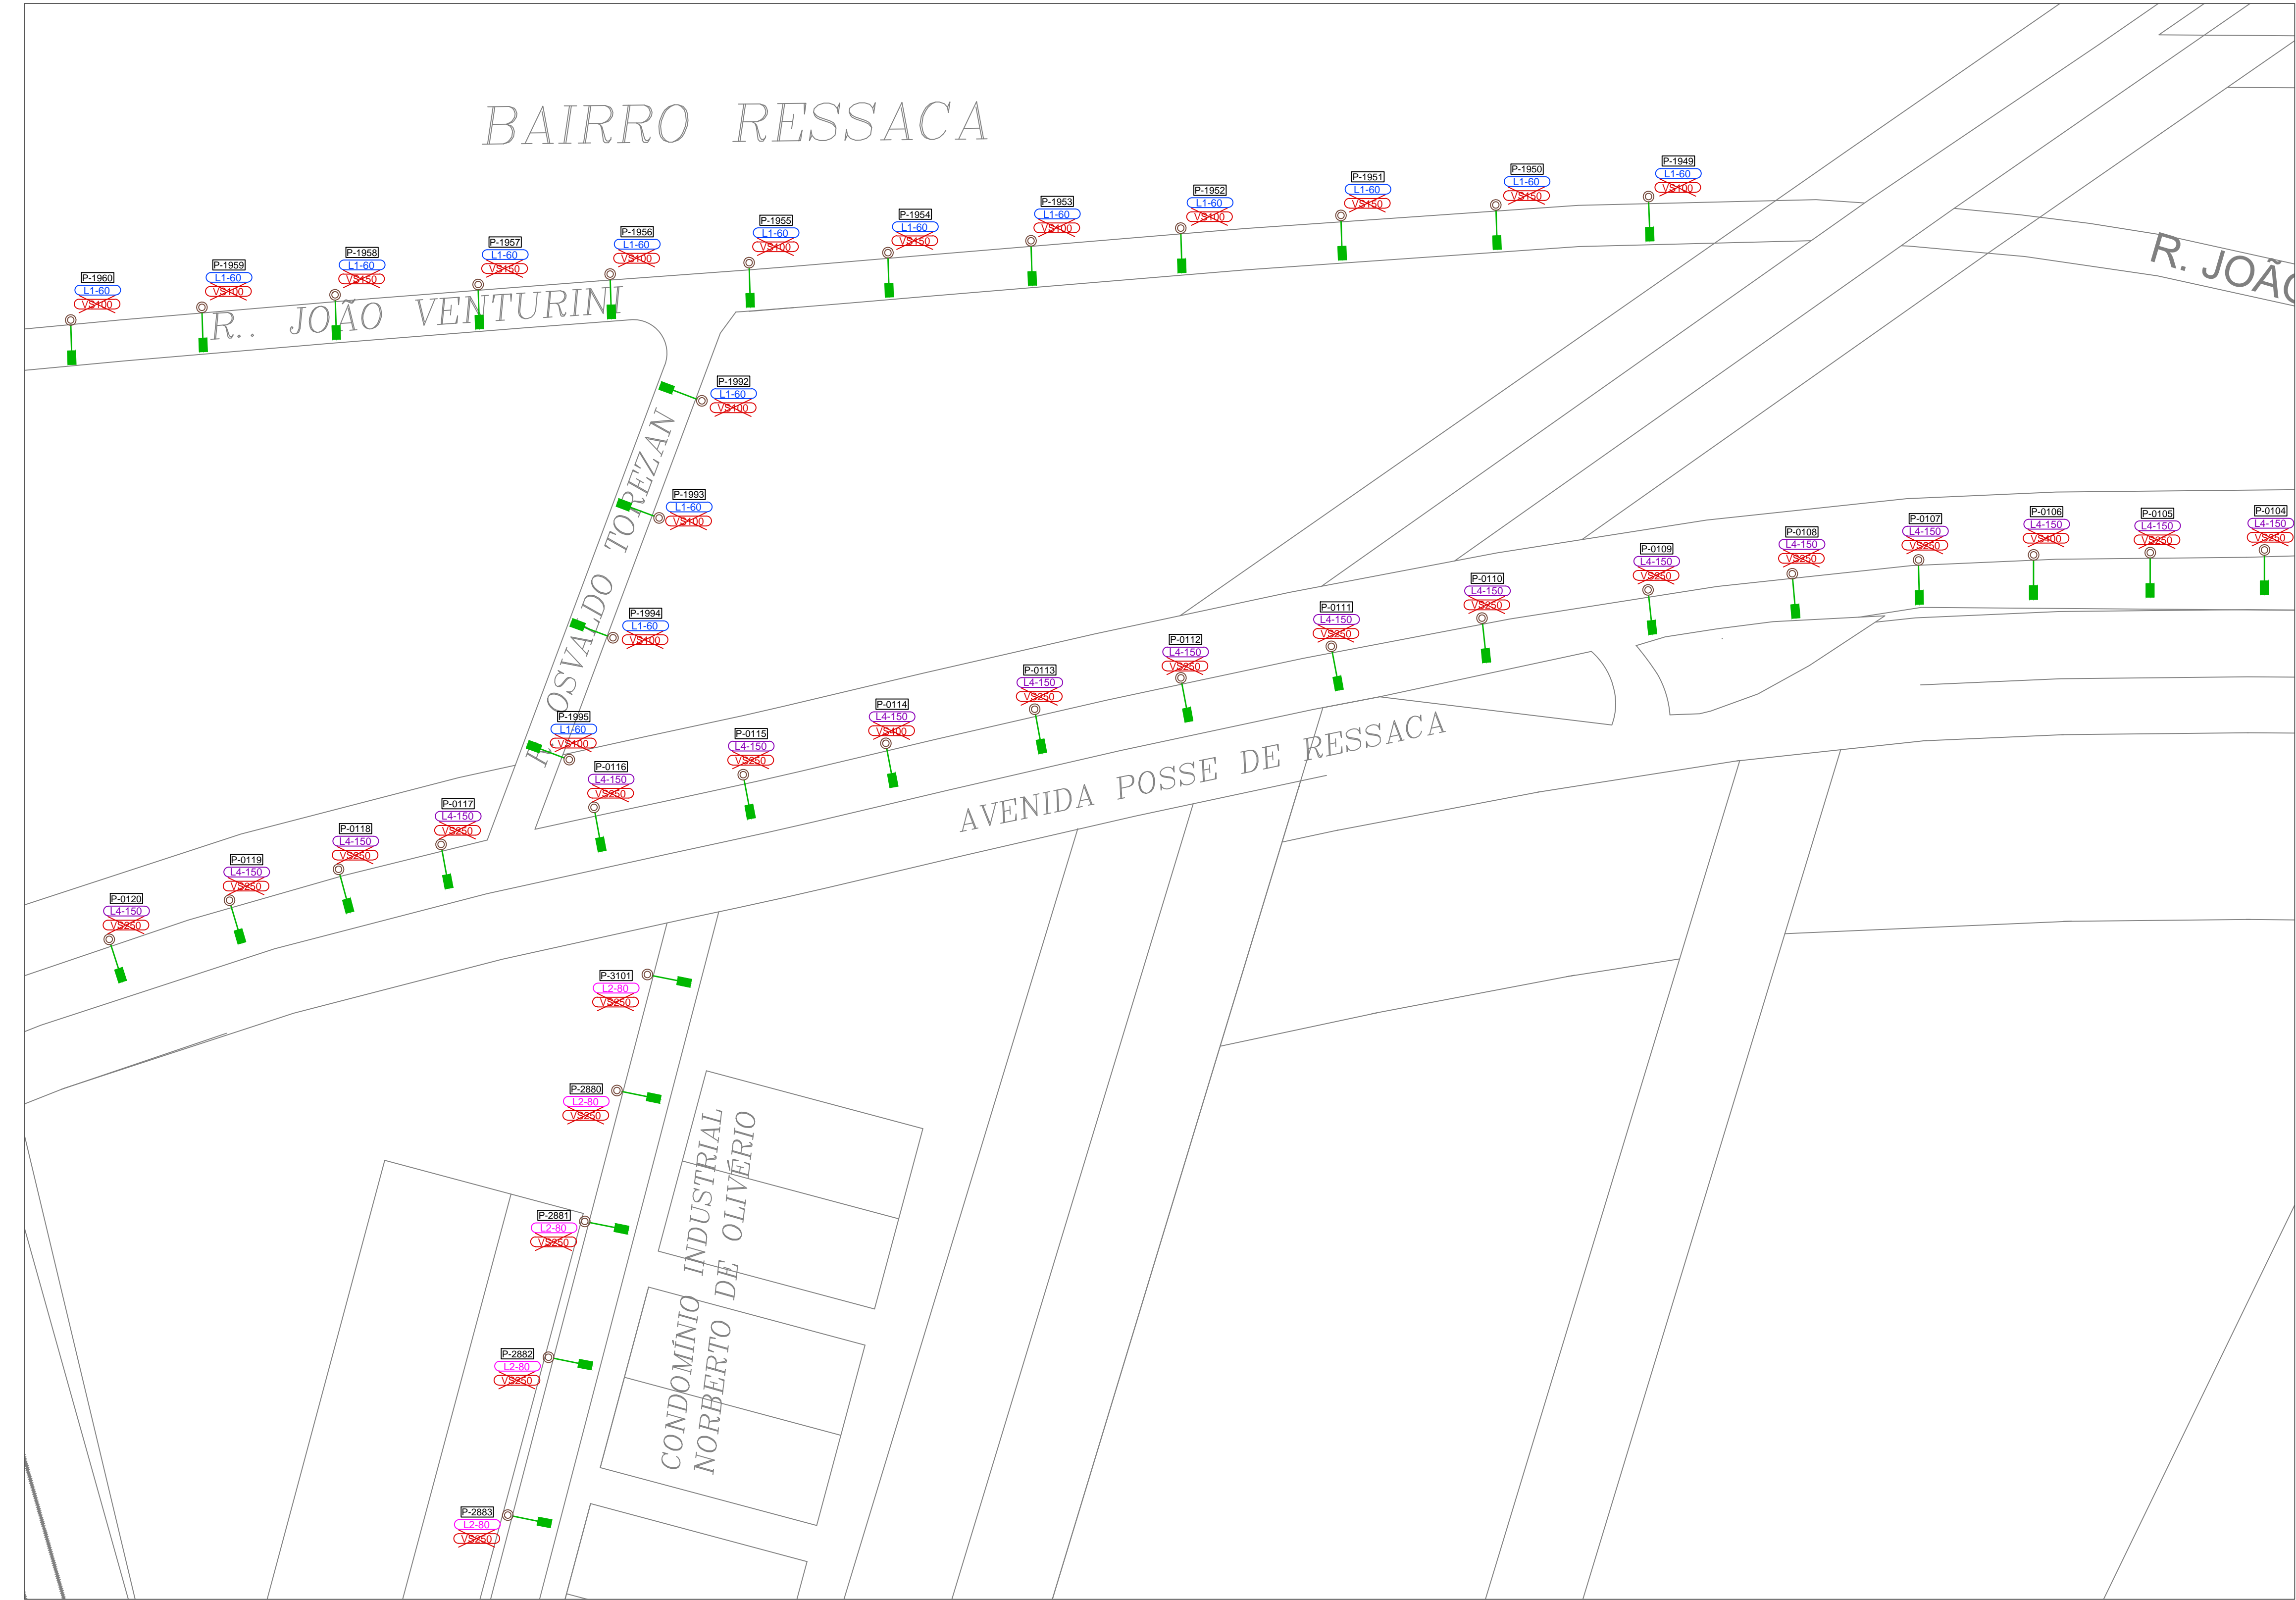 BAIRRO RESSACA
P-1949
L1-60
VS100
P-1950
L1-60
VS150
P-1951
L1-60
VS150
P-1952
L1-60
VS100
P-1953
L1-60
VS100
P-1954
L1-60
VS150
P-1955
L1-60
VS100
P-1956
L1-60
VS100
P-1957
L1-60
VS150
P-1958
L1-60
VS150
P-1959
L1-60
VS100
P-1960
L1-60
VS100
R.. JOÃO VENTURINI
R. JOÃO
P-1992
L1-60
VS100
P-1993
L1-60
VS100
P-1994
L1-60
VS100
P-1995
L1-60
VS100
R. OSVALDO TOREZAN
P-0104
L4-150
VS250
P-0105
L4-150
VS250
P-0106
L4-150
VS400
P-0107
L4-150
VS250
P-0108
L4-150
VS250
P-0109
L4-150
VS250
P-0110
L4-150
VS250
P-0111
L4-150
VS250
P-0112
L4-150
VS250
P-0113
L4-150
VS250
P-0114
L4-150
VS400
P-0115
L4-150
VS250
P-0116
L4-150
VS250
P-0117
L4-150
VS250
P-0118
L4-150
VS250
P-0119
L4-150
VS250
P-0120
L4-150
VS250
AVENIDA POSSE DE RESSACA
P-3101
L2-80
VS250
P-2880
L2-80
VS250
P-2881
L2-80
VS250
P-2882
L2-80
VS250
P-2883
L2-80
VS250
CONDOMÍNIO INDUSTRIAL
NORBERTO DE OLIVÉRIO